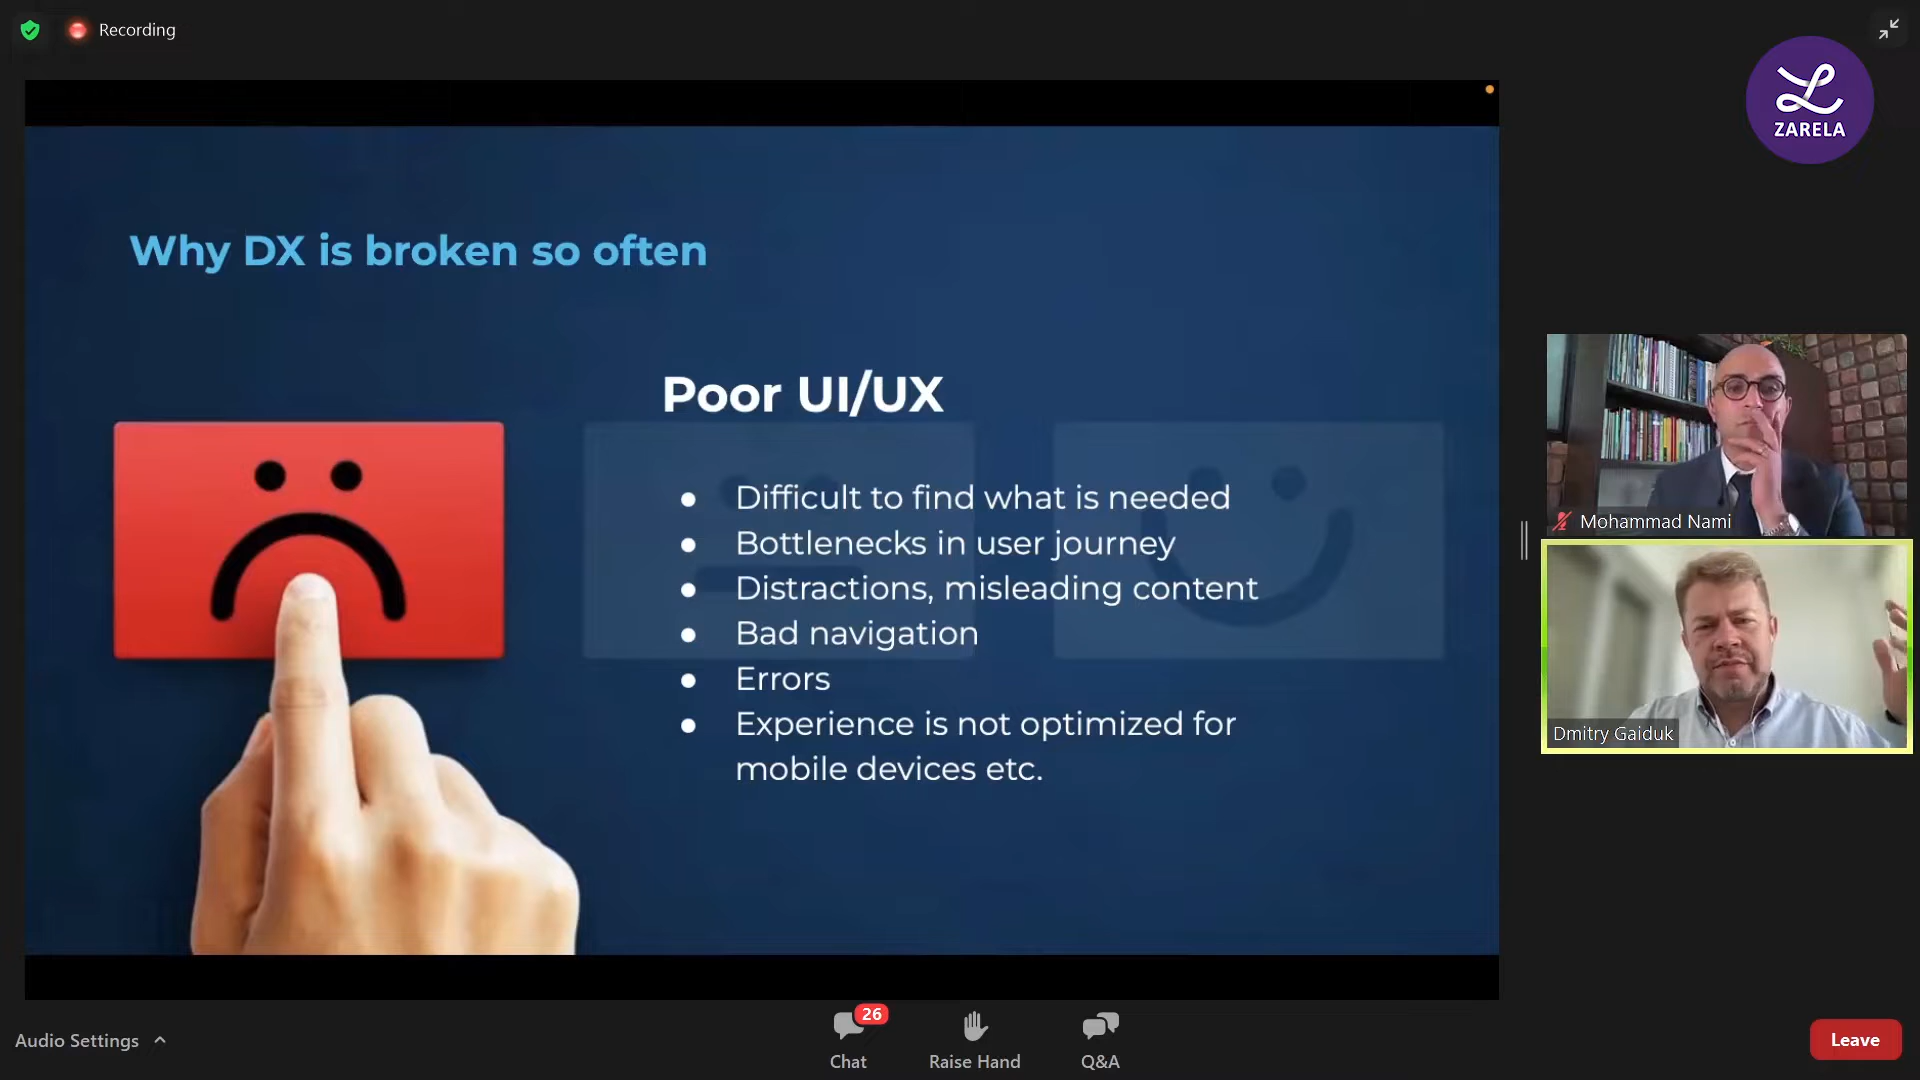 Recording
ZARELA
Why DX is broken so often
Poor UI/UX
● Difficult to find what is needed
● Bottlenecks in user journey
● Distractions, misleading content
● Bad navigation
● Errors
● Experience is not optimized for
mobile devices etc.
Mohammad Nami
Dmitry Gaiduk
Audio Settings
26
Chat
Raise Hand
Q&A
Leave